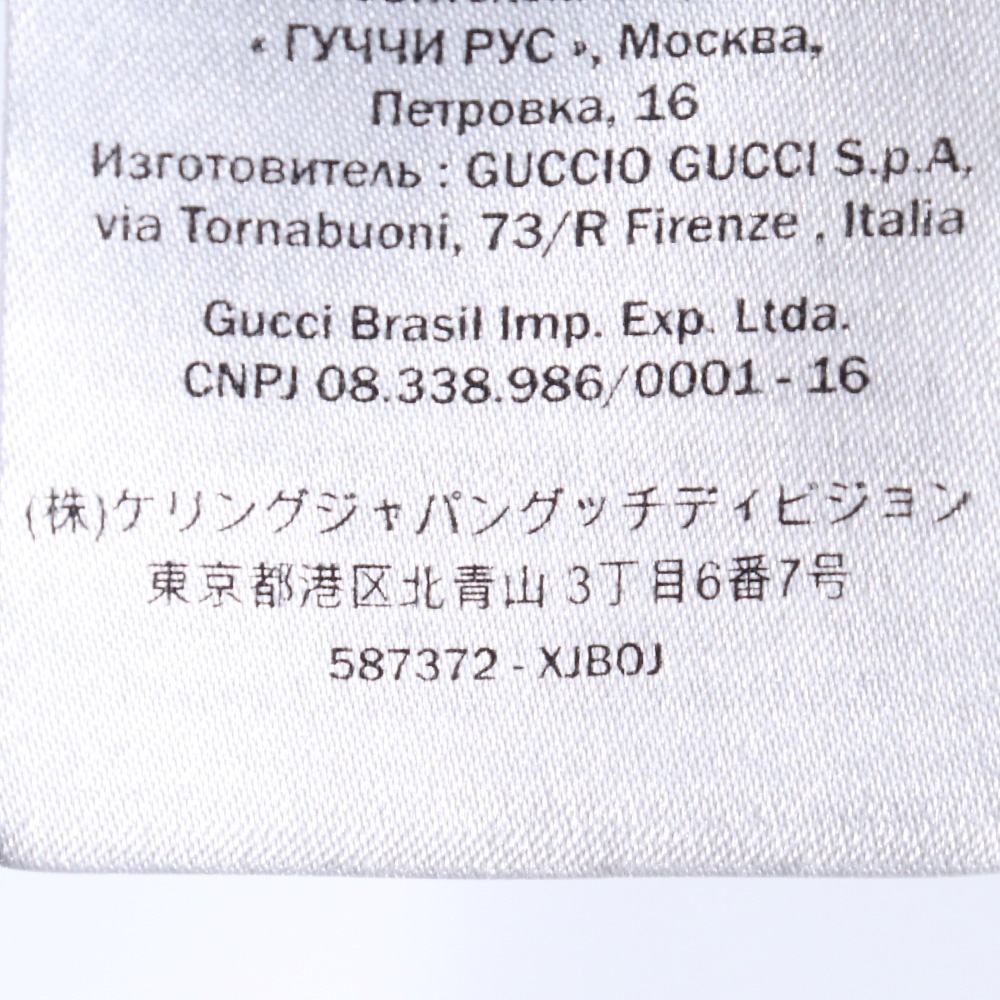 « ГУЧЧИ РУС », Москва,
Петровка, 16
Изготовитель : GUCCIO GUCCI S.p.A,
via Tornabuoni, 73/R Firenze , Italia
Gucci Brasil Imp. Exp. Ltda.
CNPJ 08.338.986/0001 - 16
(株)ケリングジャパングッチディビジョン
東京都港区北青山 3丁目6番7号
587372 - XJBOJ